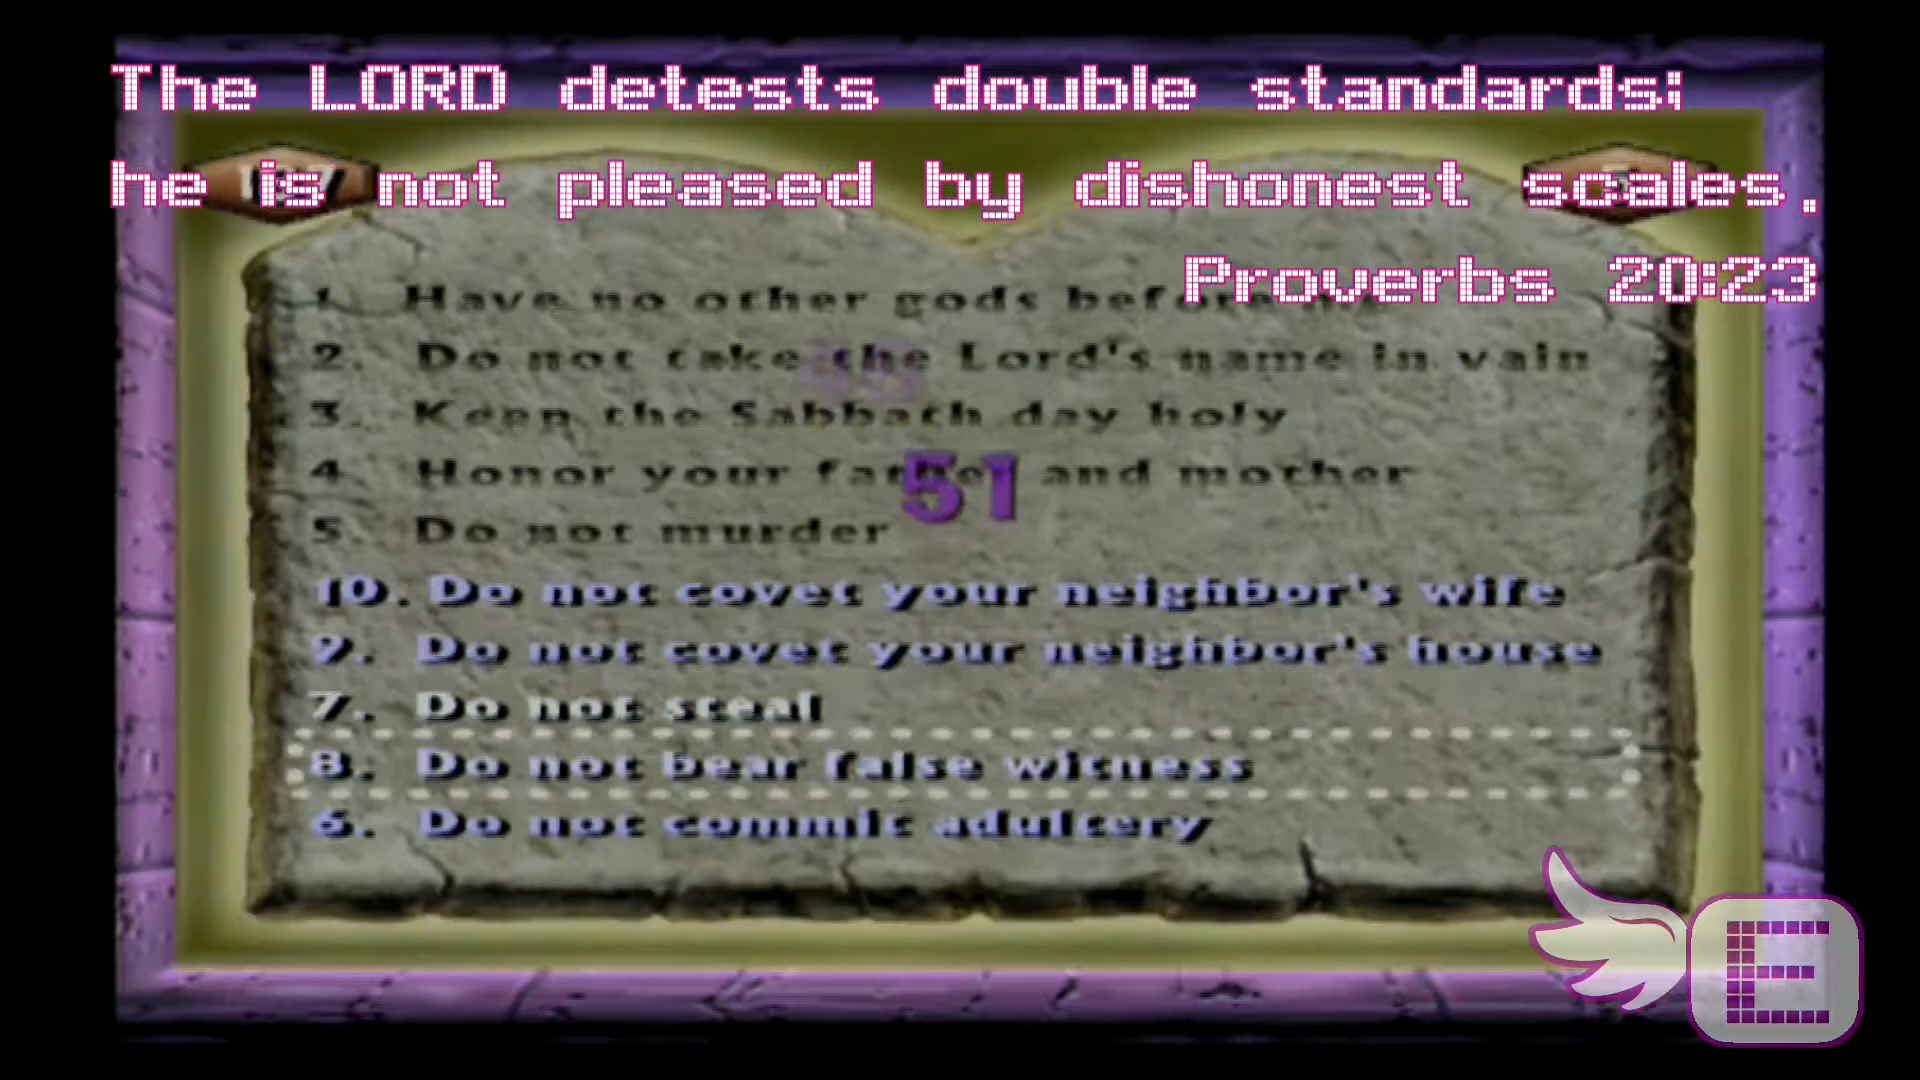 The LORD detests double standards;
he is not pleased by dishonest scales.
Proverbs 20:23
1. Have no other gods before me
2. Do not take the Lord's name in vain
3. Keep the Sabbath day holy
4. Honor your father and mother
51
5. Do not murder
10. Do not covet your neighbor's wife
9. Do not covet your neighbor's house
7. Do not steal
8. Do not bear false witness
6. Do not commit adultery
E